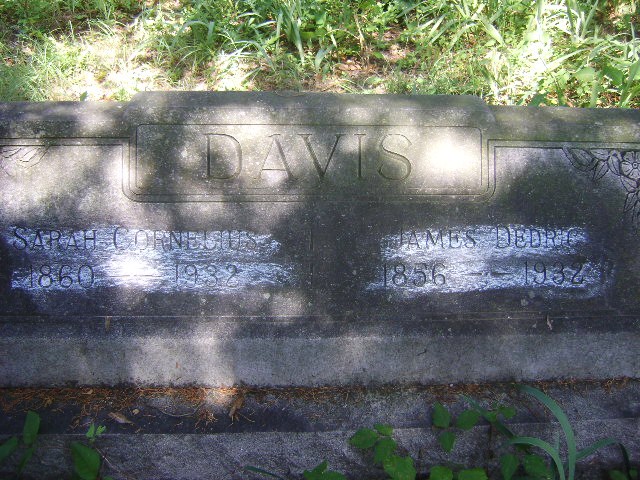 DAVIS
SARAH CORNELIUS
1860 — 1932
JAMES DEDRIC
1856 — 1932